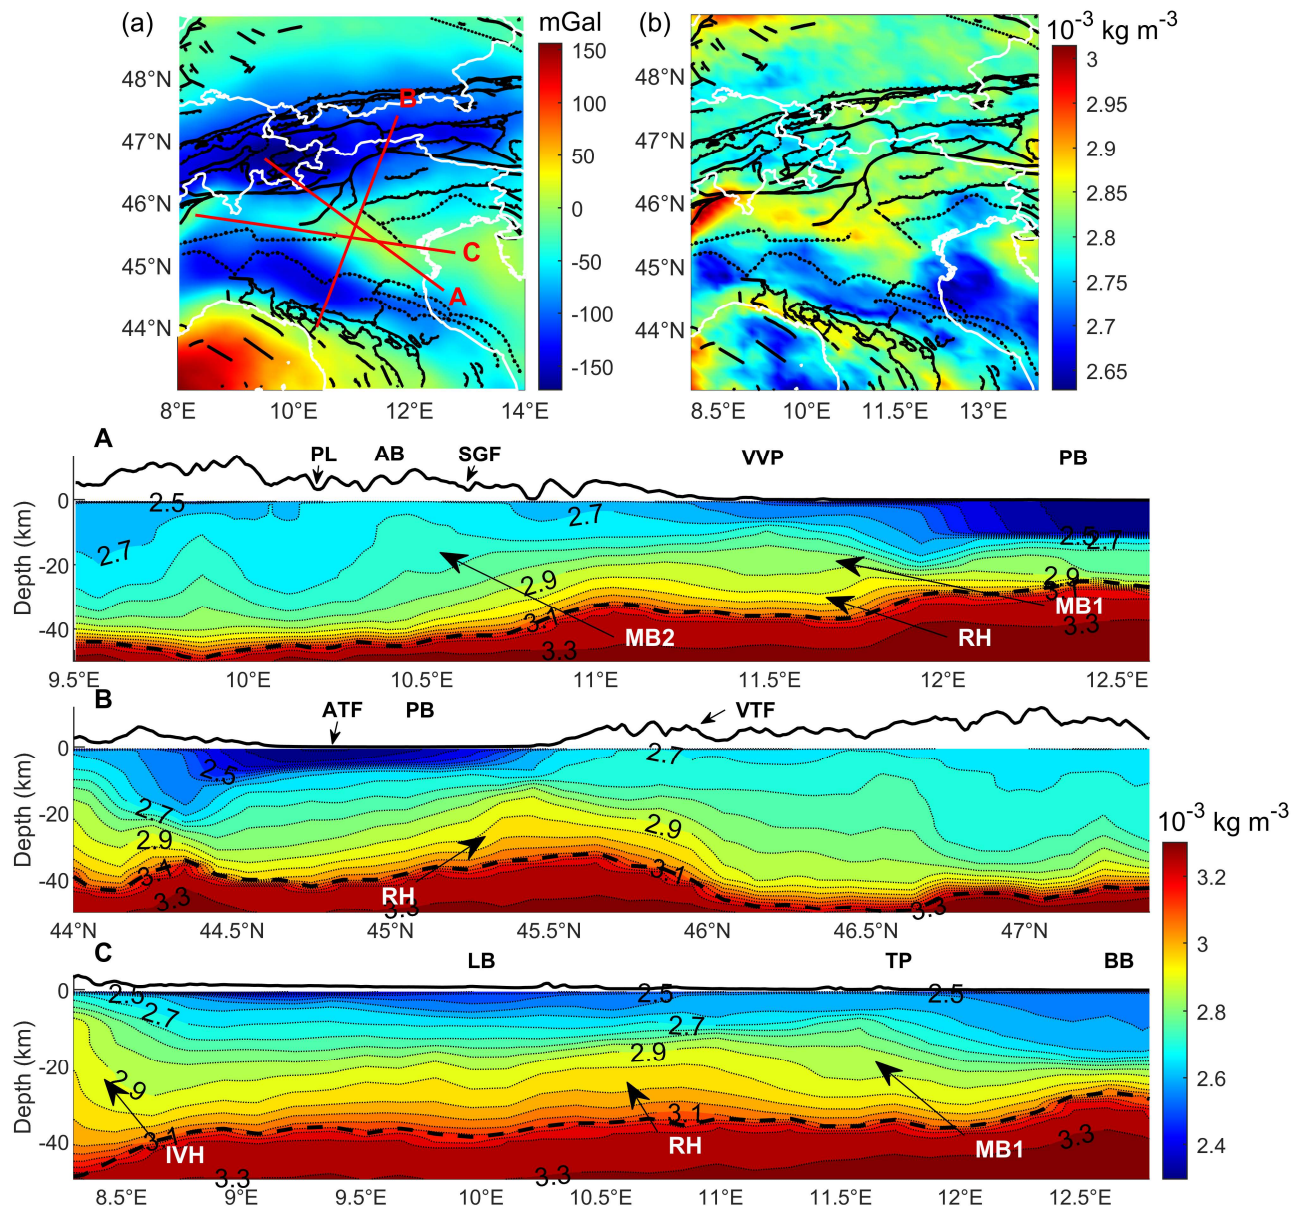 (a) mGal (b) 10⁻³ kg m⁻³
48°N
47°N
46°N
45°N
44°N
8°E 10°E 12°E 14°E
150
100
50
0
-50
-100
-150
B
C
A
48°N
47°N
46°N
45°N
44°N
8.5°E 10°E 11.5°E 13°E
3
2.95
2.9
2.85
2.8
2.75
2.7
2.65
A
PL AB SGF VVP PB
Depth (km)
0
-20
-40
2.5 2.7 2.5 2.7
2.7 2.9 2.9
3.1 3.1
3.3 3.3
MB2 RH MB1
9.5°E 10°E 10.5°E 11°E 11.5°E 12°E 12.5°E
B
ATF PB VTF
Depth (km)
0
-20
-40
2.5 2.7
2.7 2.9
2.9
3.1 3.1
3.3 3.3 3.3
RH
44°N 44.5°N 45°N 45.5°N 46°N 46.5°N 47°N
C
LB TP BB
Depth (km)
0
-20
-40
2.5 2.5 2.5
2.7 2.7
2.9 2.9
3.1 3.1
3.3 3.3 3.3
IVH RH MB1
8.5°E 9°E 9.5°E 10°E 10.5°E 11°E 11.5°E 12°E 12.5°E
10⁻³ kg m⁻³
3.2
3
2.8
2.6
2.4